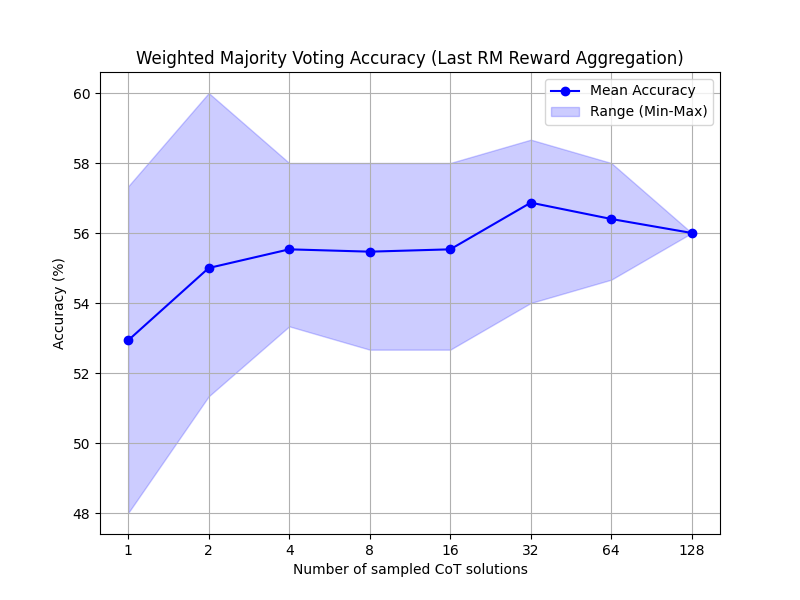 Weighted Majority Voting Accuracy (Last RM Reward Aggregation)
Mean Accuracy
Range (Min-Max)
Accuracy (%)
60
58
56
54
52
50
48
1 2 4 8 16 32 64 128
Number of sampled CoT solutions